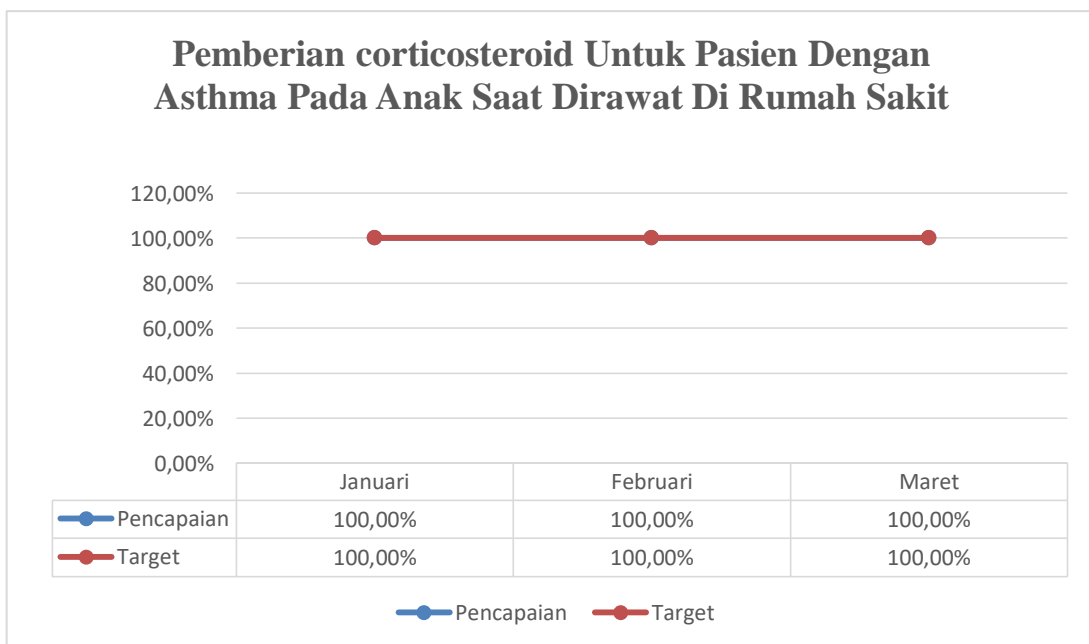 Pemberian corticosteroid Untuk Pasien Dengan
Asthma Pada Anak Saat Dirawat Di Rumah Sakit
120,00%
100,00%
80,00%
60,00%
40,00%
20,00%
0,00%
Januari Februari Maret
Pencapaian 100,00% 100,00% 100,00%
Target 100,00% 100,00% 100,00%
Pencapaian Target